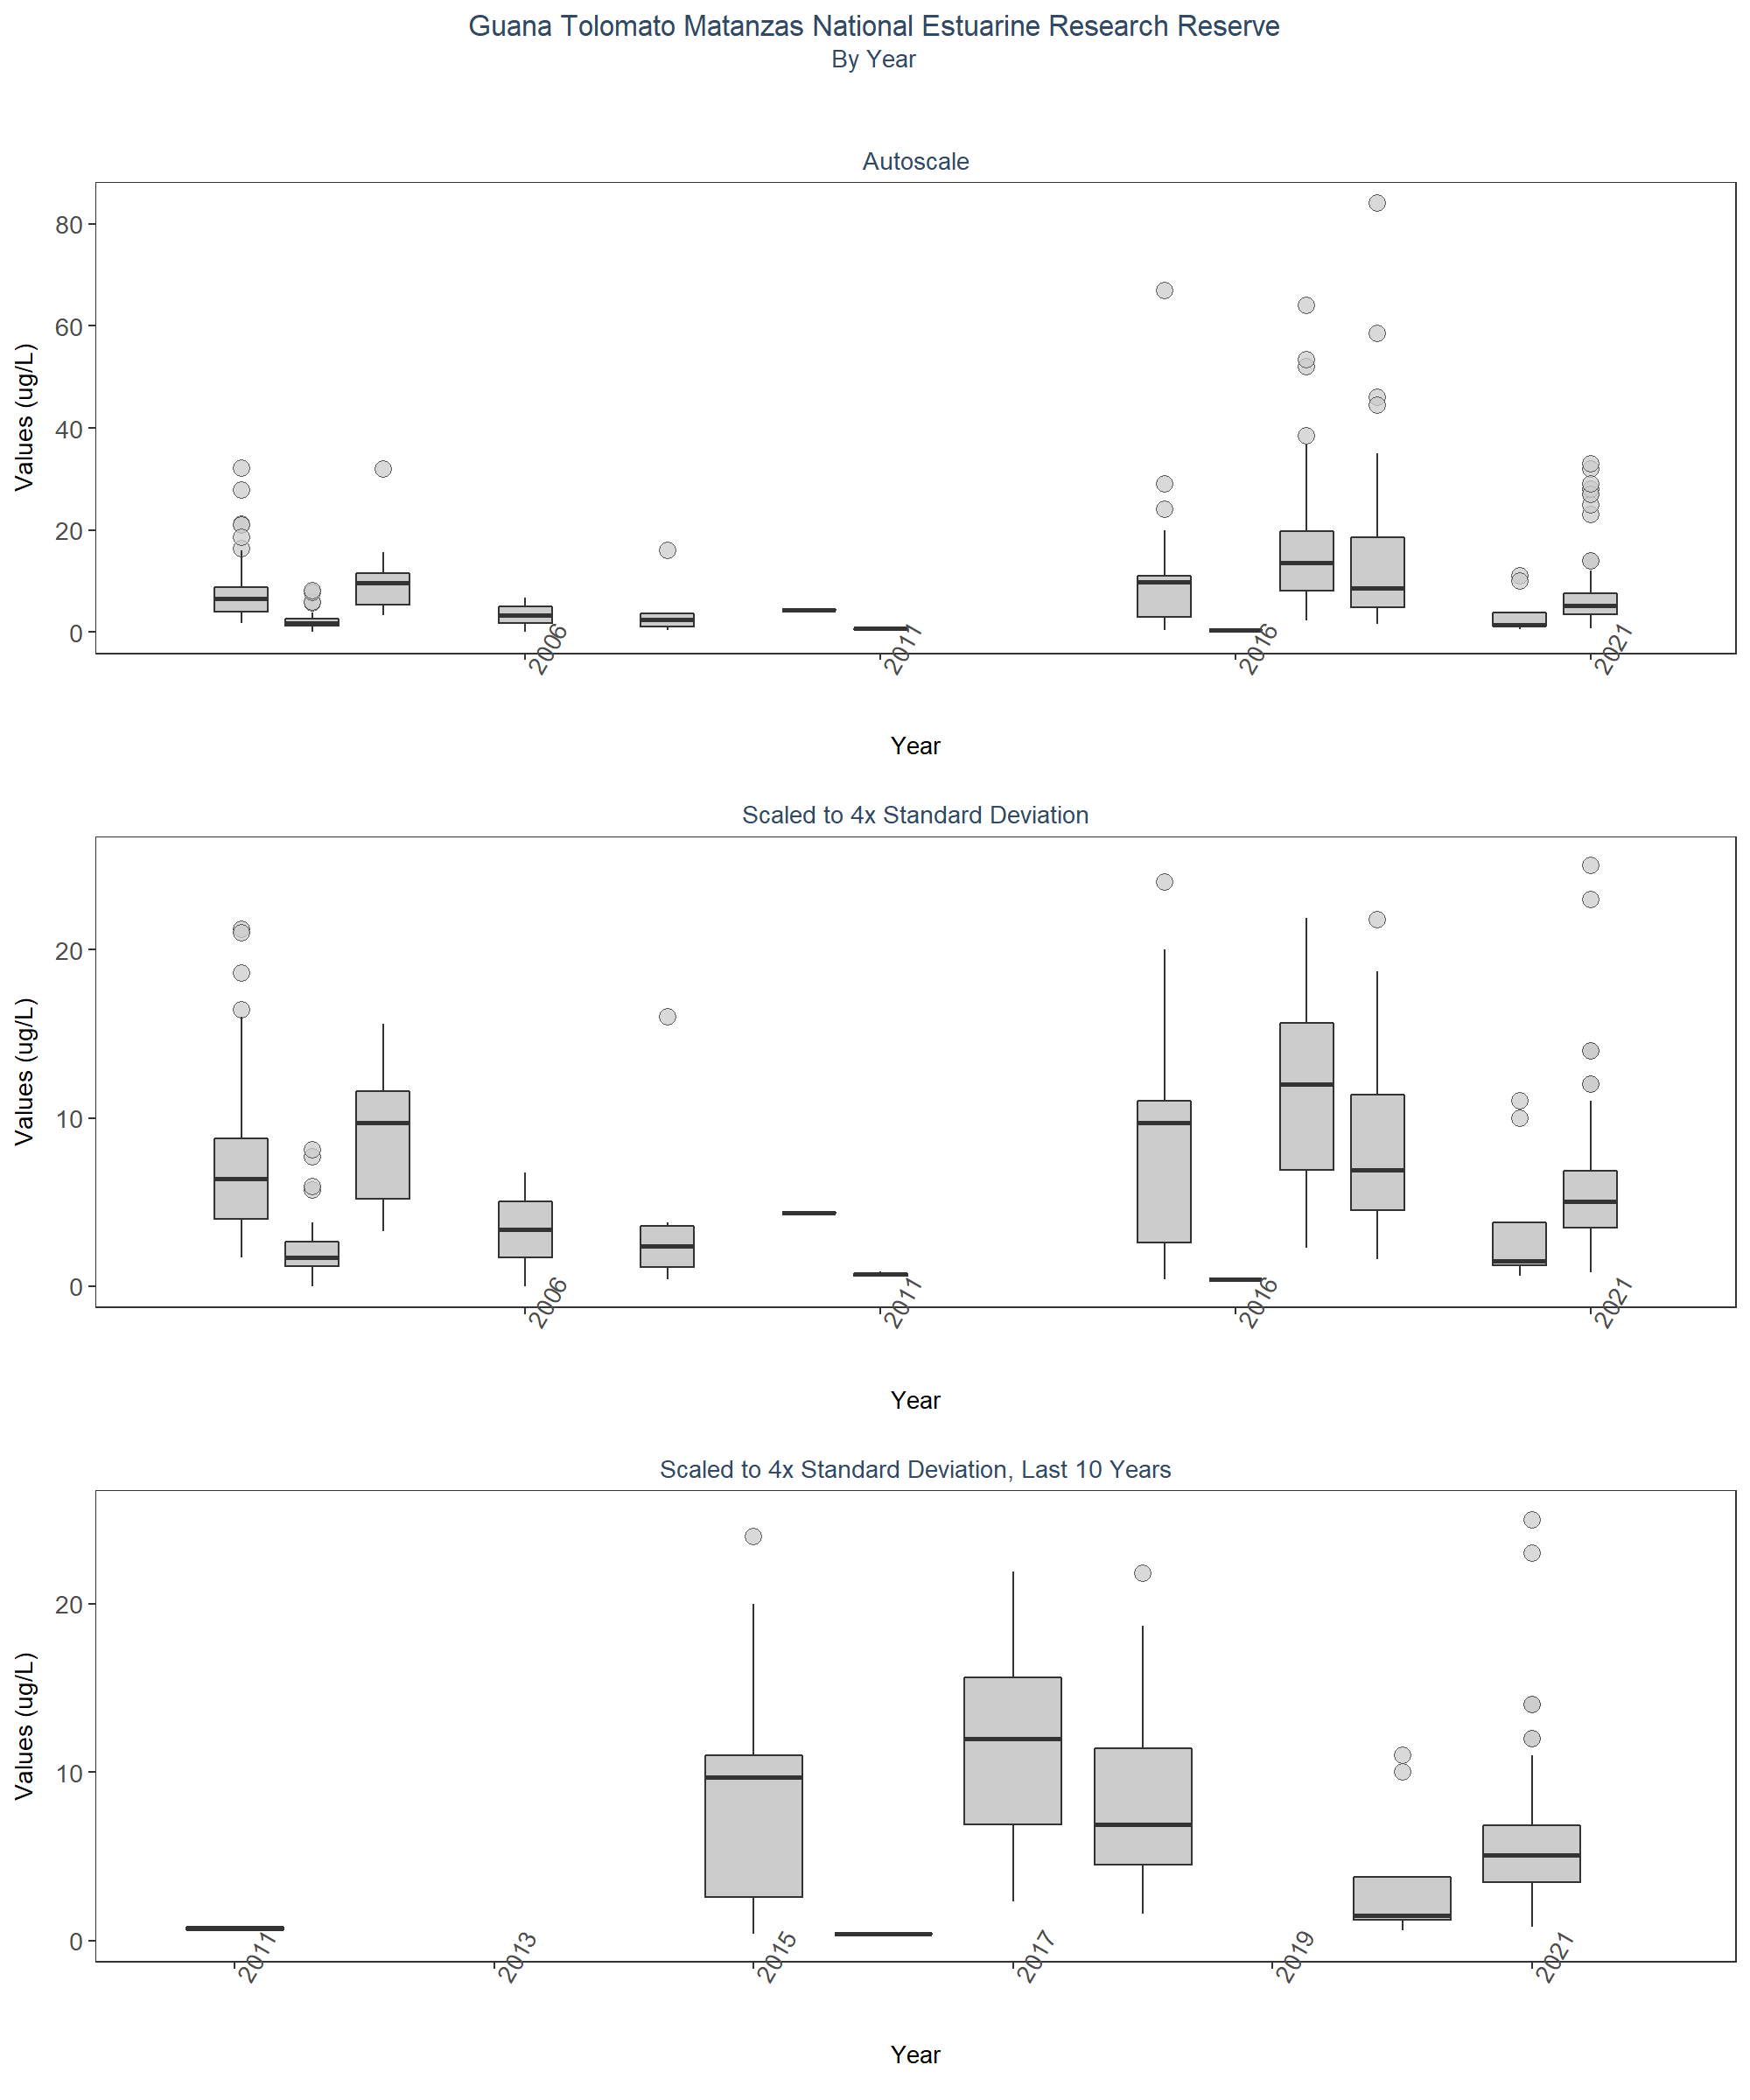 Guana Tolomato Matanzas National Estuarine Research Reserve
By Year
Autoscale
Values (ug/L)
80
60
40
20
0
2006
2011
2016
2021
Year
Scaled to 4x Standard Deviation
Values (ug/L)
20
10
0
2006
2011
2016
2021
Year
Scaled to 4x Standard Deviation, Last 10 Years
Values (ug/L)
20
10
0
2011
2013
2015
2017
2019
2021
Year